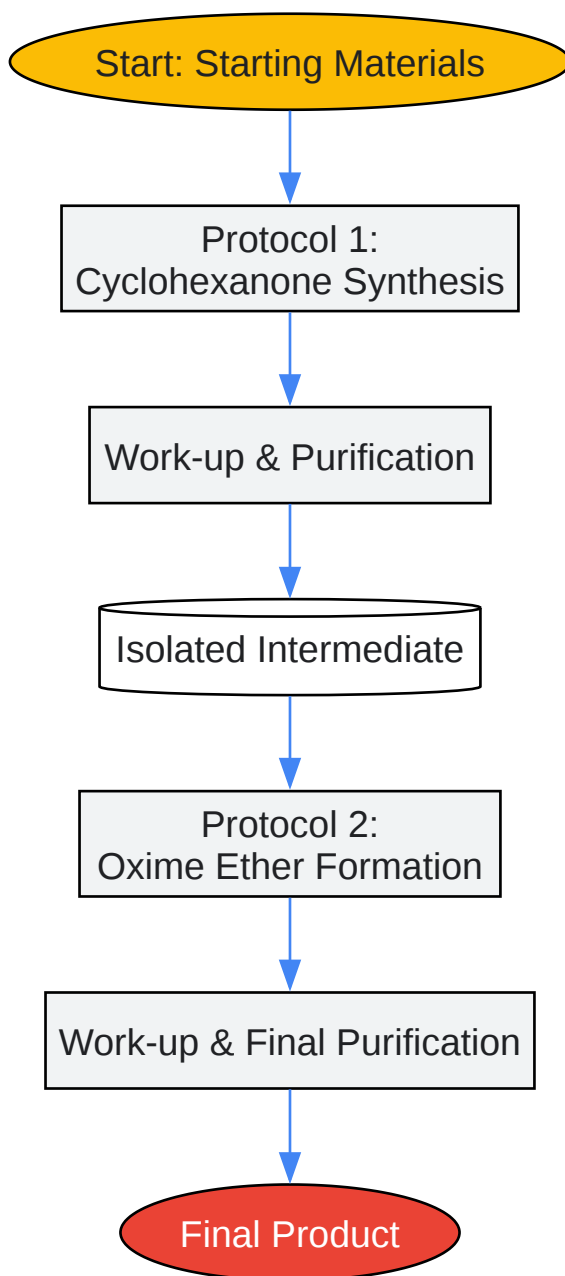 Start: Starting Materials
Protocol 1:
Cyclohexanone Synthesis
Work-up & Purification
Isolated Intermediate
Protocol 2:
Oxime Ether Formation
Work-up & Final Purification
Final Product